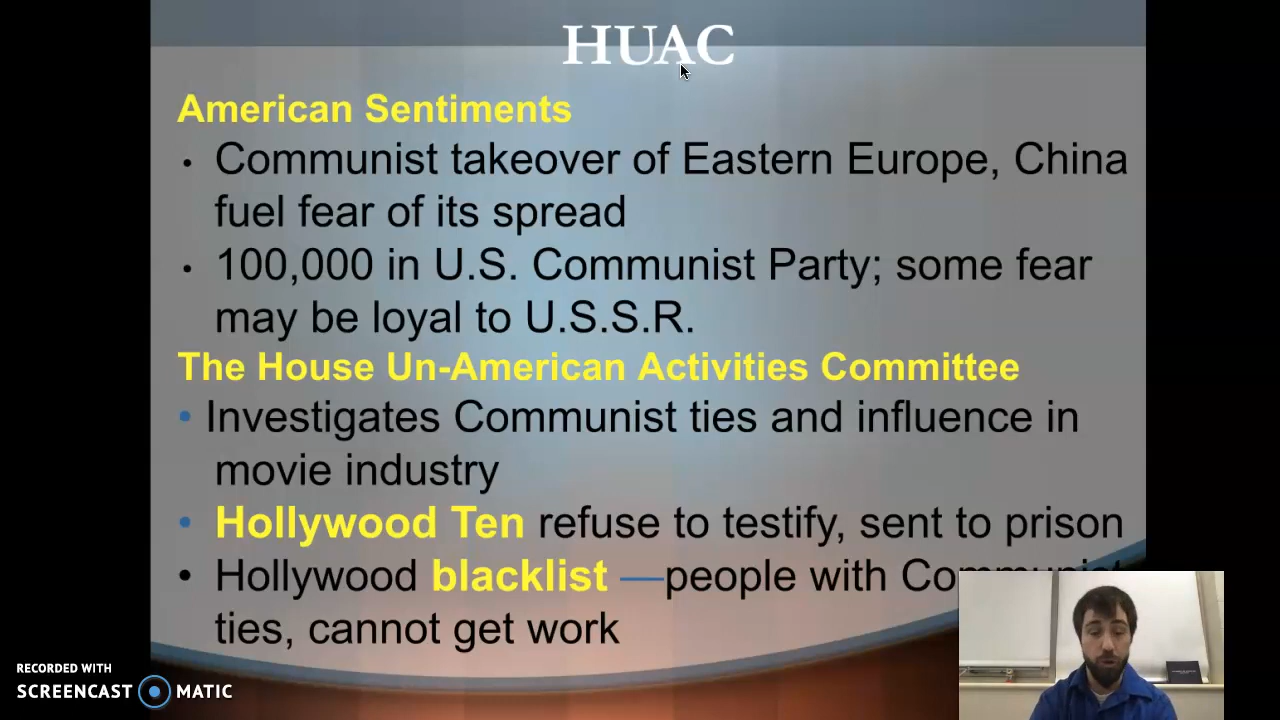 HUAC
American Sentiments
• Communist takeover of Eastern Europe, China
fuel fear of its spread
• 100,000 in U.S. Communist Party; some fear
may be loyal to U.S.S.R.
The House Un-American Activities Committee
• Investigates Communist ties and influence in
movie industry
• Hollywood Ten refuse to testify, sent to prison
• Hollywood blacklist —people with Communist
ties, cannot get work
RECORDED WITH
SCREENCAST MATIC